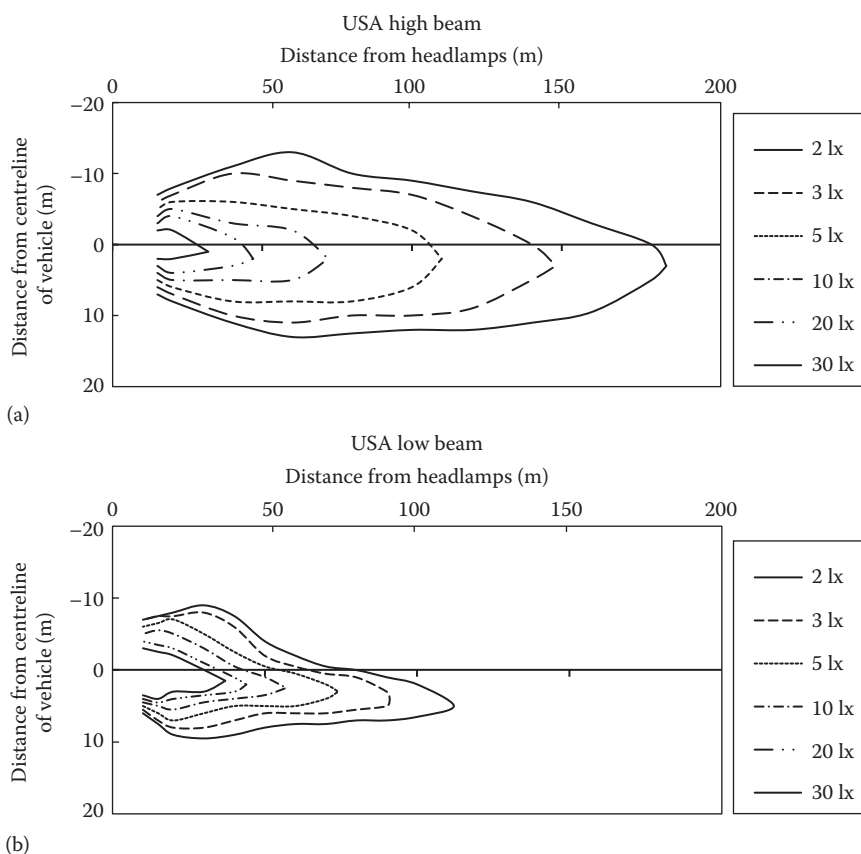 USA high beam
Distance from headlamps (m)
0 50 100 150 200
−20
−10
0
10
20
Distance from centreline
of vehicle (m)
2 lx
3 lx
5 lx
10 lx
20 lx
30 lx
(a)
USA low beam
Distance from headlamps (m)
0 50 100 150 200
−20
−10
0
10
20
Distance from centreline
of vehicle (m)
2 lx
3 lx
5 lx
10 lx
20 lx
30 lx
(b)